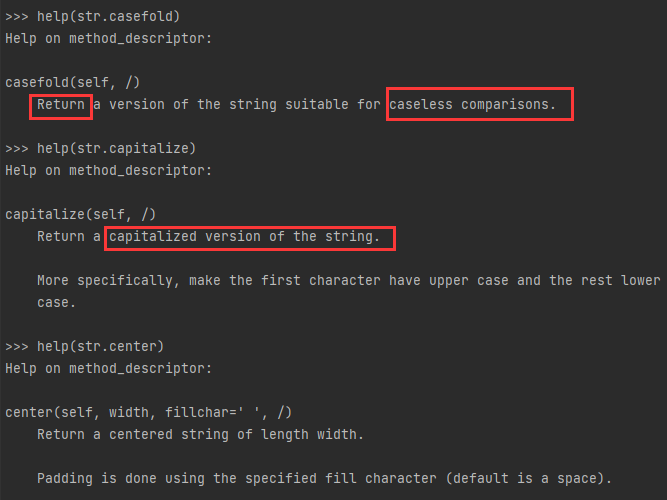 >>> help(str.casefold)
Help on method_descriptor:
casefold(self, /)
Return a version of the string suitable for caseless comparisons.
>>> help(str.capitalize)
Help on method_descriptor:
capitalize(self, /)
Return a capitalized version of the string.
More specifically, make the first character have upper case and the rest lower
case.
>>> help(str.center)
Help on method_descriptor:
center(self, width, fillchar=' ', /)
Return a centered string of length width.
Padding is done using the specified fill character (default is a space).